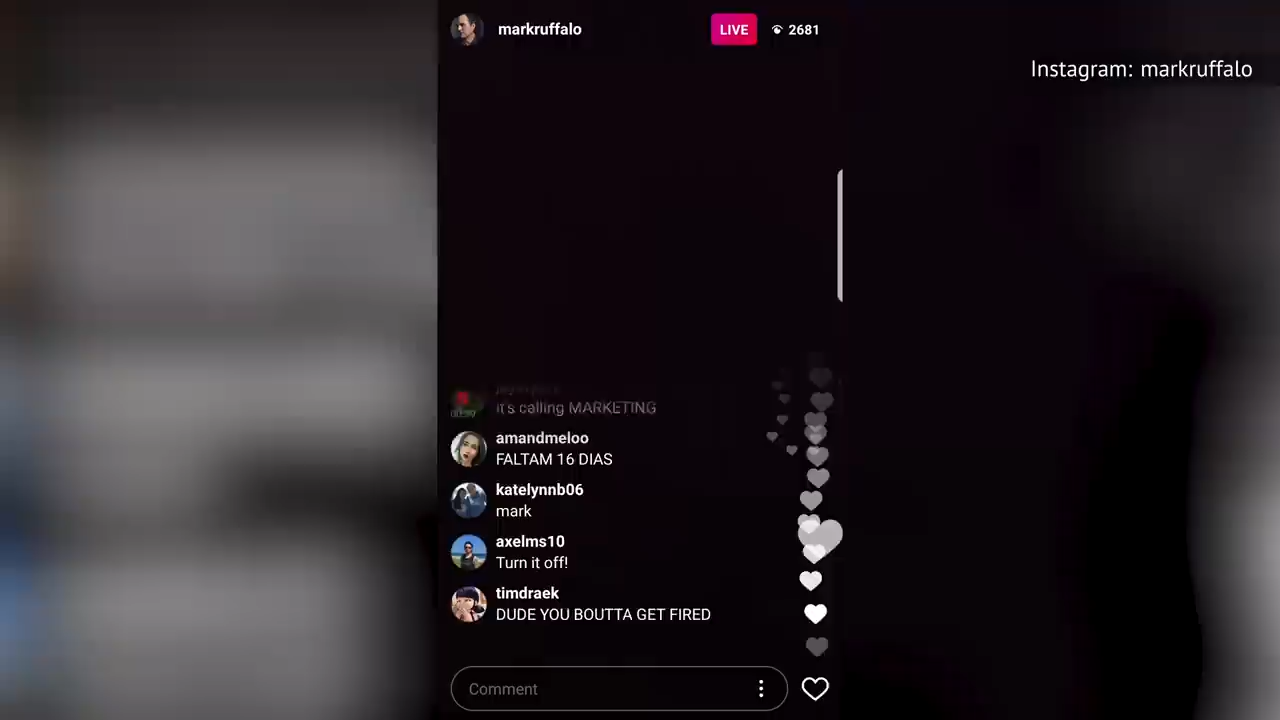 markruffalo
LIVE 2681
Instagram: markruffalo
it's calling MARKETING
amandmeloo
FALTAM 16 DIAS
katelynnb06
mark
axelms10
Turn it off!
timdraek
DUDE YOU BOUTTA GET FIRED
Comment